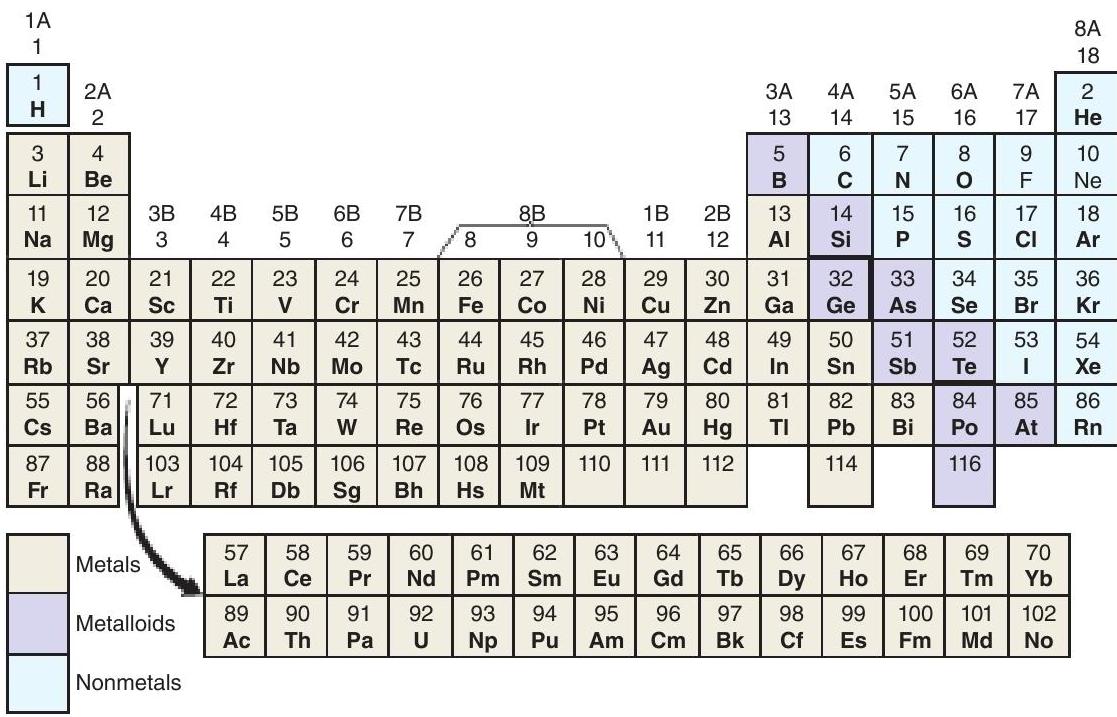 1A
8A
1
18
1
2A
3A 4A 5A 6A 7A
2
H
2
13 14 15 16 17
He
3 4 5 6 7 8 9 10
Li Be B C N O F Ne
11 12 3B 4B 5B 6B 7B 8B 1B 2B 13 14 15 16 17 18
Na Mg 3 4 5 6 7 8 9 10 11 12 Al Si P S Cl Ar
19 20 21 22 23 24 25 26 27 28 29 30 31 32 33 34 35 36
K Ca Sc Ti V Cr Mn Fe Co Ni Cu Zn Ga Ge As Se Br Kr
37 38 39 40 41 42 43 44 45 46 47 48 49 50 51 52 53 54
Rb Sr Y Zr Nb Mo Tc Ru Rh Pd Ag Cd In Sn Sb Te I Xe
55 56 71 72 73 74 75 76 77 78 79 80 81 82 83 84 85 86
Cs Ba Lu Hf Ta W Re Os Ir Pt Au Hg Tl Pb Bi Po At Rn
87 88 103 104 105 106 107 108 109 110 111 112 114 116
Fr Ra Lr Rf Db Sg Bh Hs Mt
57 58 59 60 61 62 63 64 65 66 67 68 69 70
Metals
La Ce Pr Nd Pm Sm Eu Gd Tb Dy Ho Er Tm Yb
89 90 91 92 93 94 95 96 97 98 99 100 101 102
Metalloids
Ac Th Pa U Np Pu Am Cm Bk Cf Es Fm Md No
Nonmetals